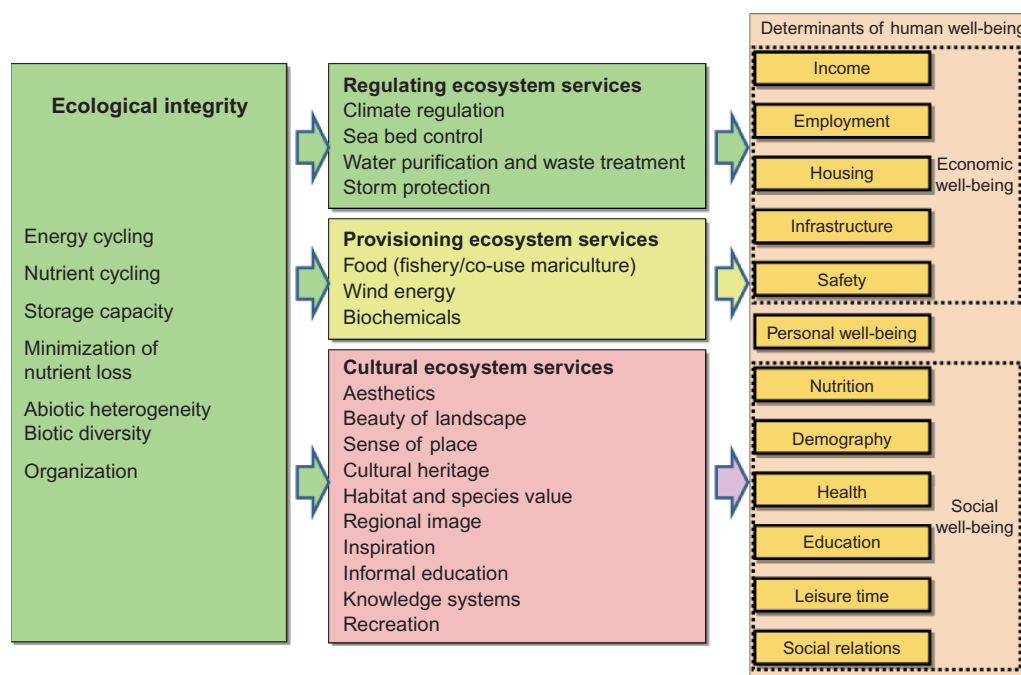 Ecological integrity
Energy cycling
Nutrient cycling
Storage capacity
Minimization of
nutrient loss
Abiotic heterogeneity
Biotic diversity
Organization
Regulating ecosystem services
Climate regulation
Sea bed control
Water purification and waste treatment
Storm protection
Provisioning ecosystem services
Food (fishery/co-use mariculture)
Wind energy
Biochemicals
Cultural ecosystem services
Aesthetics
Beauty of landscape
Sense of place
Cultural heritage
Habitat and species value
Regional image
Inspiration
Informal education
Knowledge systems
Recreation
Determinants of human well-being
Income
Employment
Housing
Infrastructure
Safety
Economic
well-being
Personal well-being
Nutrition
Demography
Health
Education
Leisure time
Social relations
Social
well-being